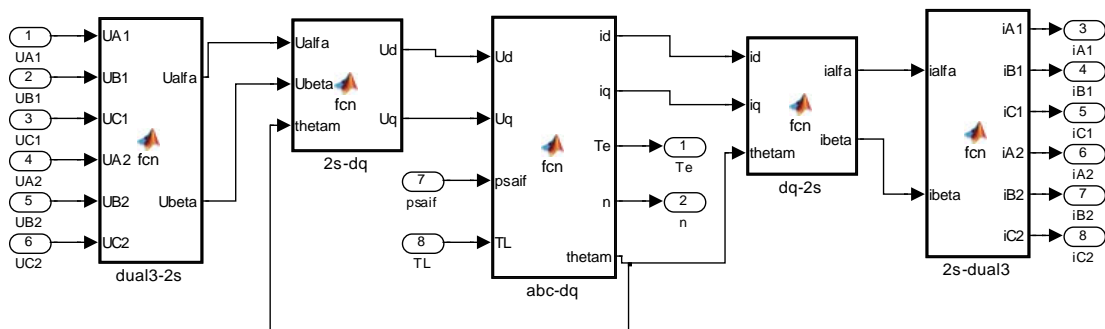 1
UA1
2
UB1
3
UC1
4
UA2
5
UB2
6
UC2
UA1
UB1
UC1
UA2
UB2
UC2
Ualfa
Ubeta
fcn
dual3-2s
Ualfa
Ubeta
thetam
Ud
Uq
fcn
2s-dq
7
psaif
8
TL
Ud
Uq
psaif
TL
id
iq
Te
n
thetam
fcn
abc-dq
1
Te
2
n
id
iq
thetam
ialfa
ibeta
fcn
dq-2s
ialfa
ibeta
iA1
iB1
iC1
iA2
iB2
iC2
fcn
2s-dual3
3
iA1
4
iB1
5
iC1
6
iA2
7
iB2
8
iC2